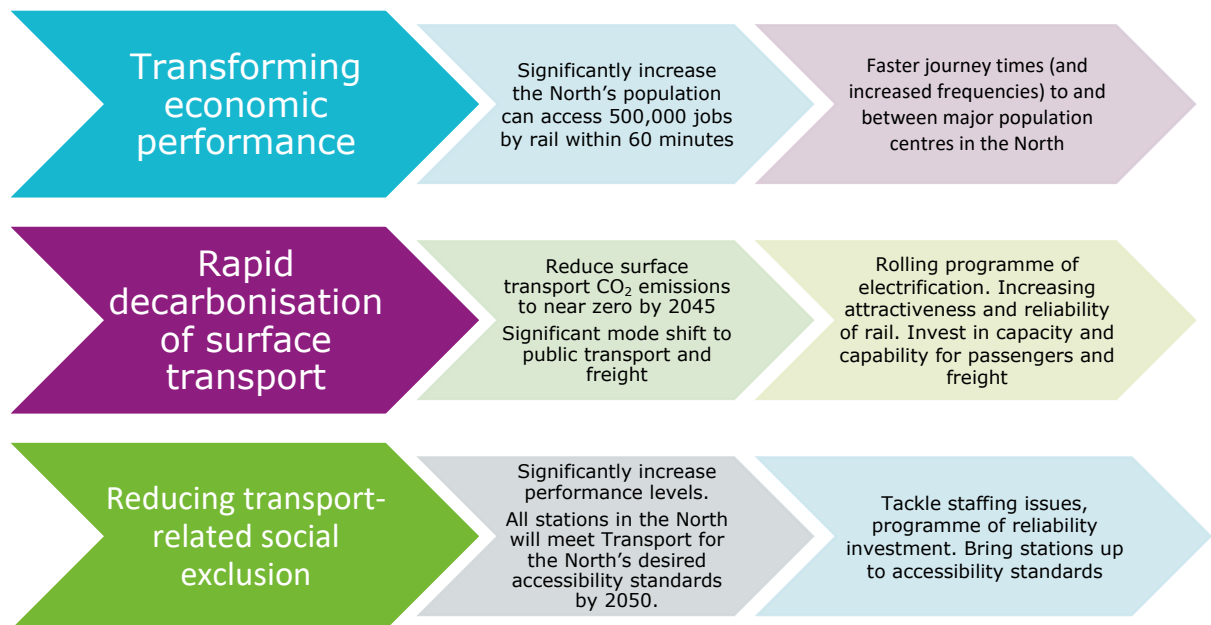 Transforming
economic
performance
Significantly increase
the North’s population
can access 500,000 jobs
by rail within 60 minutes
Faster journey times (and
increased frequencies) to and
between major population
centres in the North
Rapid
decarbonisation
of surface
transport
Reduce surface
transport CO₂ emissions
to near zero by 2045
Significant mode shift to
public transport and
freight
Rolling programme of
electrification. Increasing
attractiveness and reliability
of rail. Invest in capacity and
capability for passengers and
freight
Reducing transport-
related social
exclusion
Significantly increase
performance levels.
All stations in the North
will meet Transport for
the North’s desired
accessibility standards
by 2050.
Tackle staffing issues,
programme of reliability
investment. Bring stations up
to accessibility standards